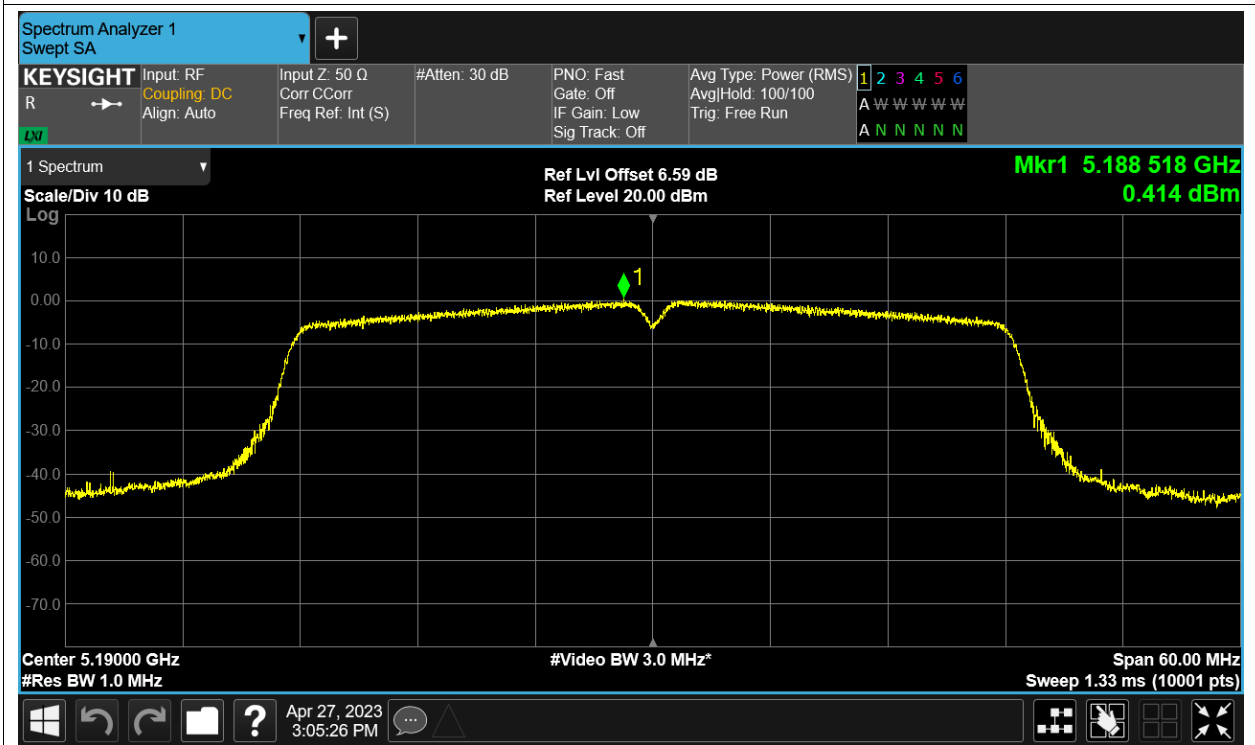 Spectrum Analyzer 1
Swept SA
+
KEYSIGHT
R
LXI
Input: RF
Coupling: DC
Align: Auto
Input Z: 50 Ω
Corr CCorr
Freq Ref: Int (S)
#Atten: 30 dB
PNO: Fast
Gate: Off
IF Gain: Low
Sig Track: Off
Avg Type: Power (RMS)
Avg|Hold: 100/100
Trig: Free Run
1 2 3 4 5 6
A W W W W W
A N N N N N
1 Spectrum
Scale/Div 10 dB
Log
Ref Lvl Offset 6.59 dB
Ref Level 20.00 dBm
Mkr1 5.188 518 GHz
0.414 dBm
1
10.0
0.00
-10.0
-20.0
-30.0
-40.0
-50.0
-60.0
-70.0
Center 5.19000 GHz
#Video BW 3.0 MHz*
Span 60.00 MHz
#Res BW 1.0 MHz
Sweep 1.33 ms (10001 pts)
?
Apr 27, 2023
3:05:26 PM